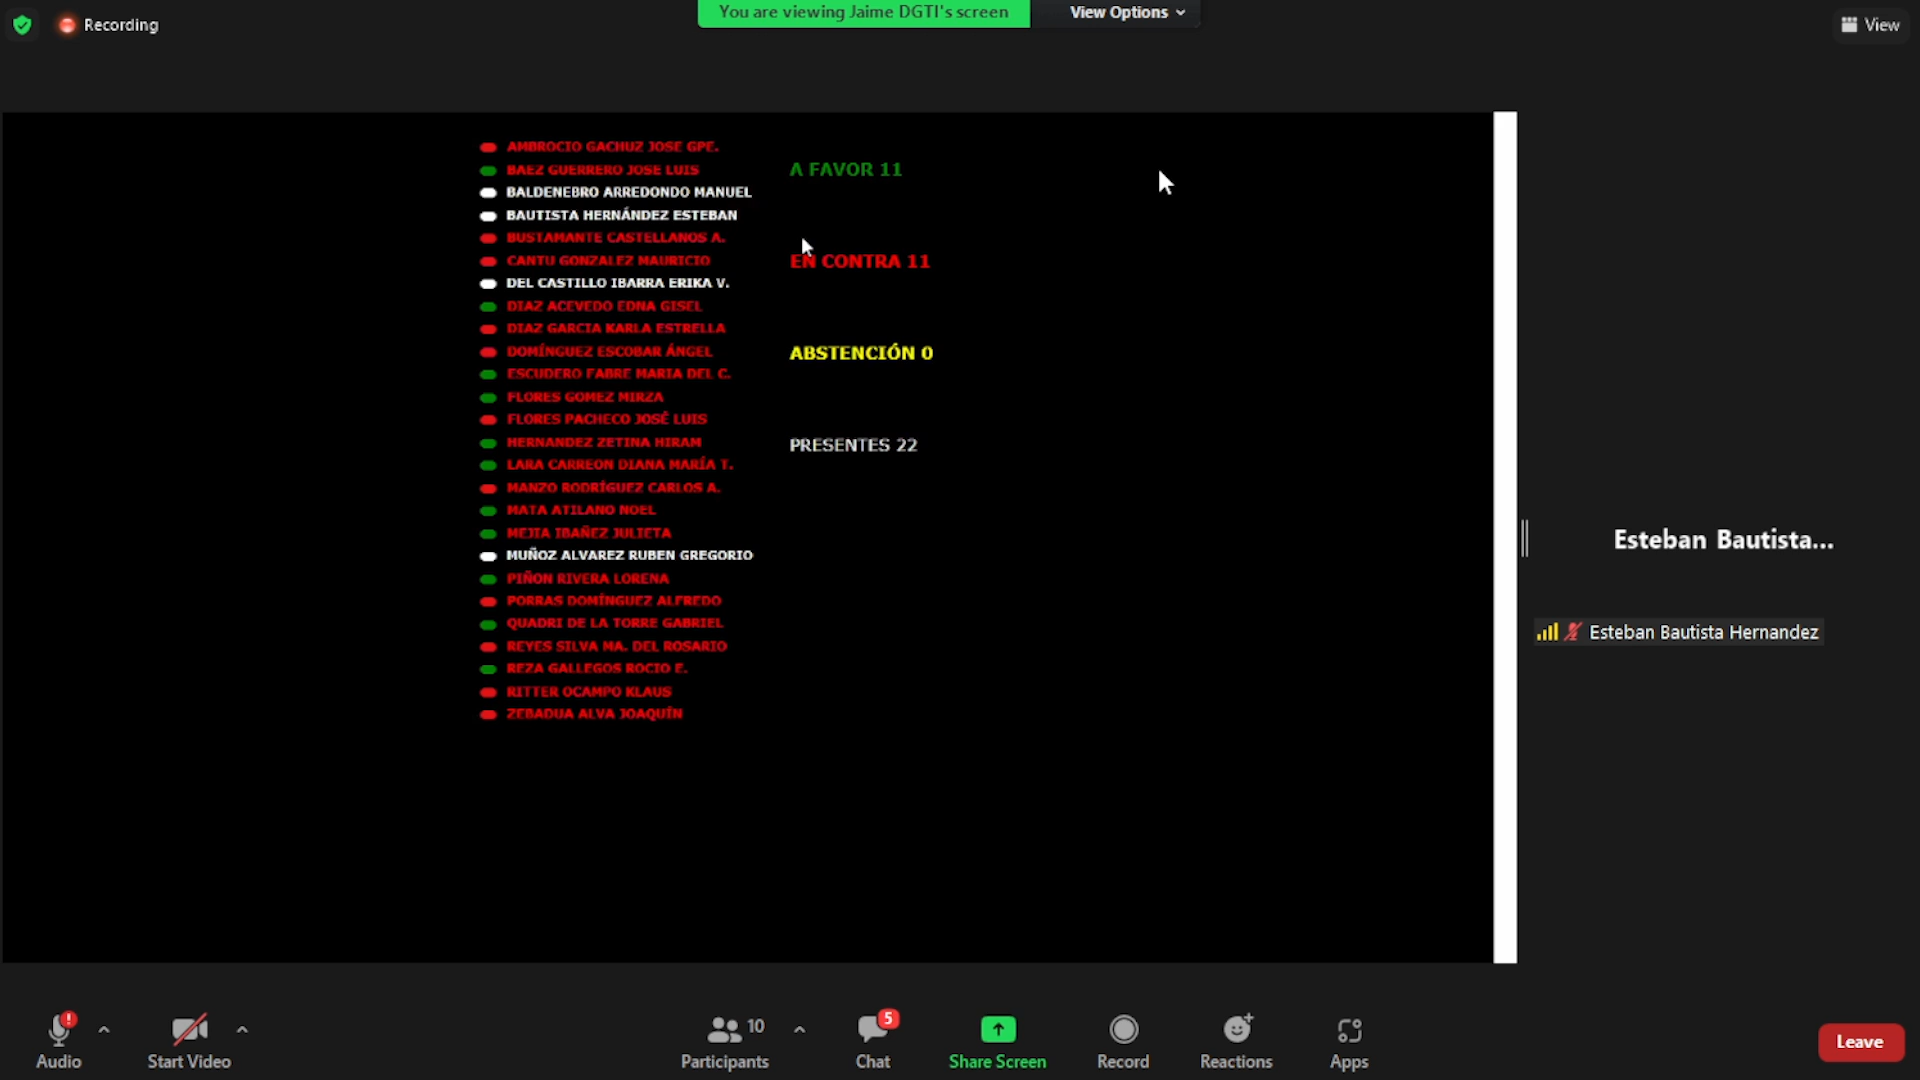 Recording
You are viewing Jaime DGTI's screen
View Options
View
AMBROCIO GACHUZ JOSE GPE.
BAEZ GUERRERO JOSE LUIS
BALDENEBRO ARREDONDO MANUEL
BAUTISTA HERNÁNDEZ ESTEBAN
BUSTAMANTE CASTELLANOS A.
CANTU GONZALEZ MAURICIO
DEL CASTILLO IBARRA ERIKA V.
DIAZ ACEVEDO EDNA GISEL
DIAZ GARCIA KARLA ESTRELLA
DOMÍNGUEZ ESCOBAR ÁNGEL
ESCUDERO FABRE MARIA DEL C.
FLORES GOMEZ MIRZA
FLORES PACHECO JOSÉ LUIS
HERNANDEZ ZETINA HIRAM
LARA CARREON DIANA MARÍA T.
MANZO RODRÍGUEZ CARLOS A.
MATA ATILANO NOEL
MEJIA IBAÑEZ JULIETA
MUÑOZ ALVAREZ RUBEN GREGORIO
PIÑON RIVERA LORENA
PORRAS DOMÍNGUEZ ALFREDO
QUADRI DE LA TORRE GABRIEL
REYES SILVA MA. DEL ROSARIO
REZA GALLEGOS ROCIO E.
RITTER OCAMPO KLAUS
ZEBADUA ALVA JOAQUÍN
A FAVOR 11
EN CONTRA 11
ABSTENCIÓN 0
PRESENTES 22
Esteban Bautista...
Esteban Bautista Hernandez
Audio
Start Video
10
Participants
5
Chat
Share Screen
Record
Reactions
Apps
Leave